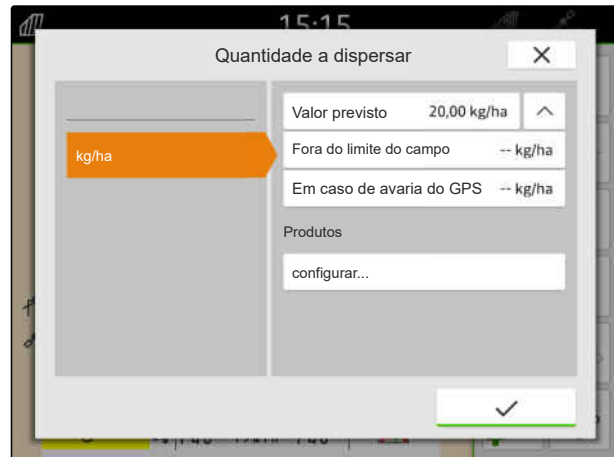 15:15
Quantidade a dispersar
kg/ha
Valor previsto 20,00 kg/ha
Fora do limite do campo -- kg/ha
Em caso de avaria do GPS -- kg/ha
Produtos
configurar...